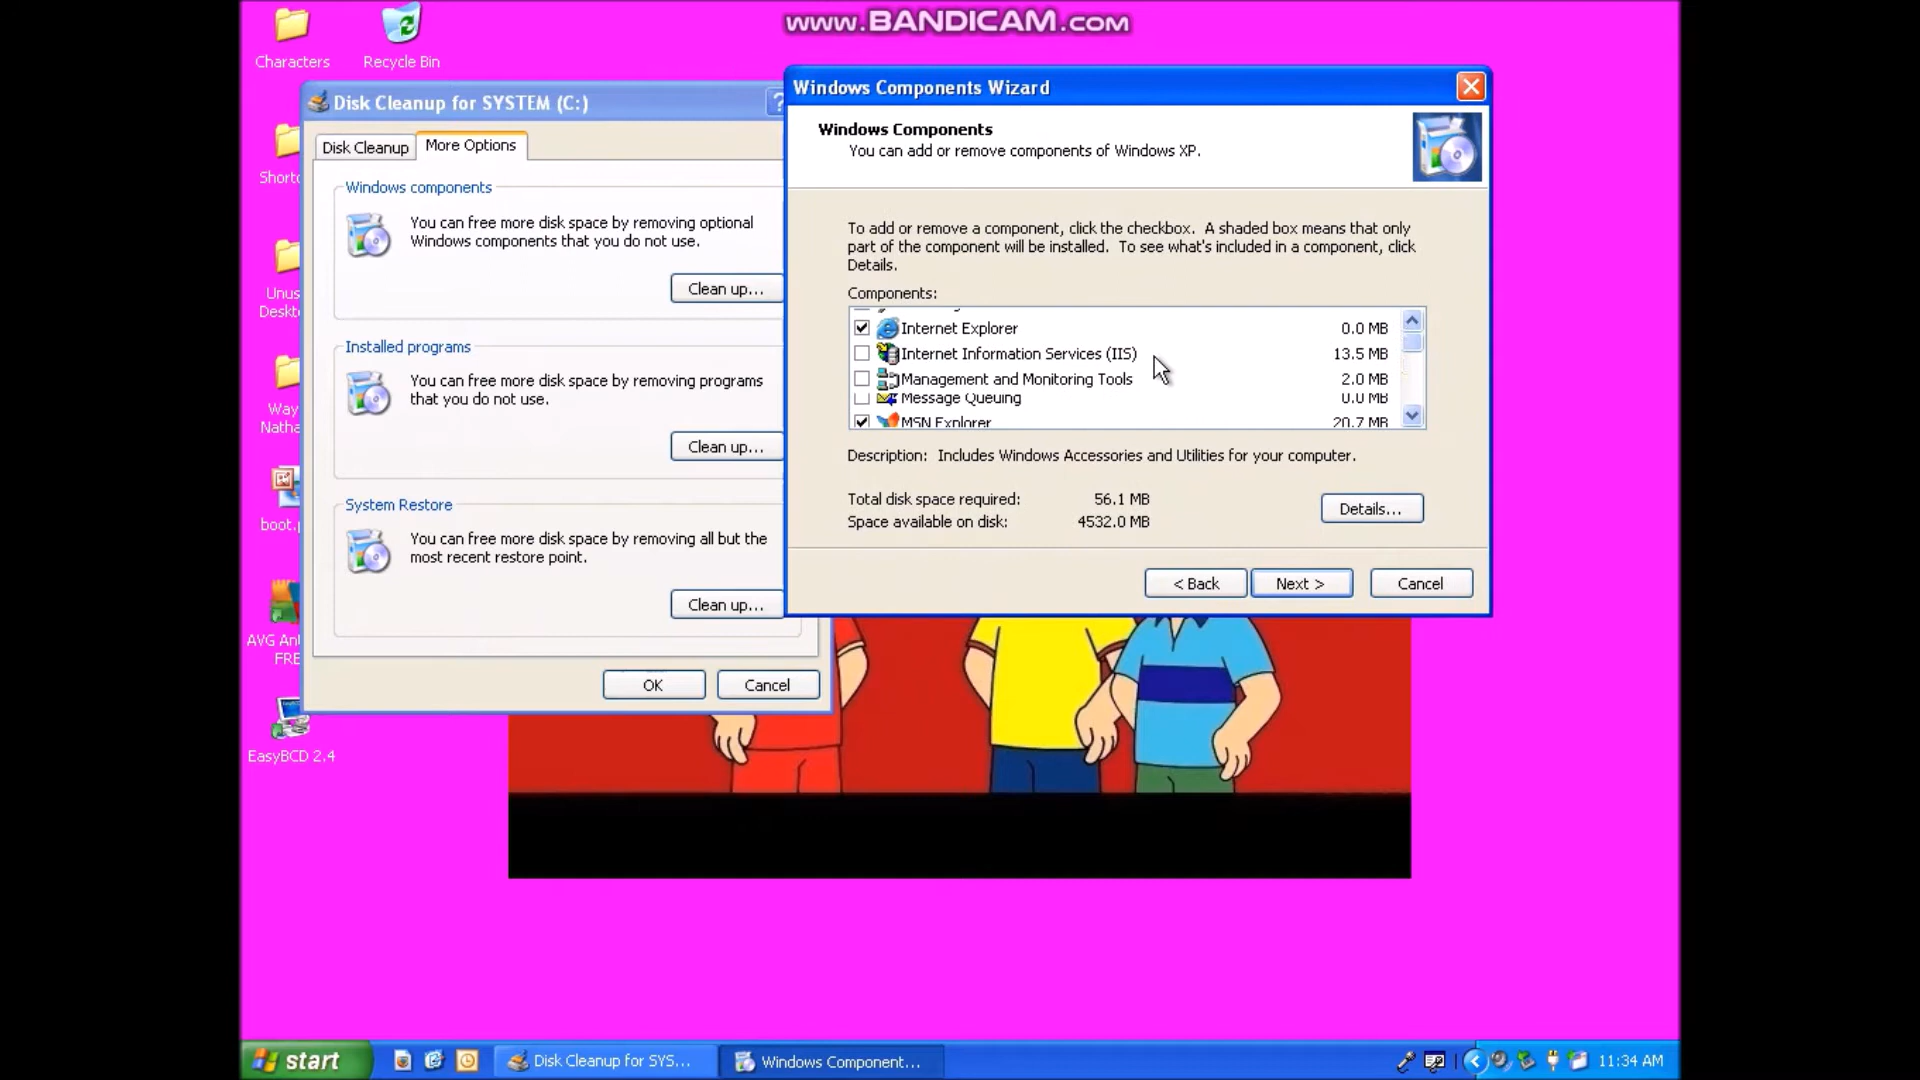 www.BANDICAM.com
Characters
Recycle Bin
Disk Cleanup for SYSTEM (C:)
?
Disk Cleanup
More Options
Windows components
You can free more disk space by removing optional
Windows components that you do not use.
Clean up...
Installed programs
You can free more disk space by removing programs
that you do not use.
Clean up...
System Restore
You can free more disk space by removing all but the
most recent restore point.
Clean up...
OK
Cancel
Windows Components Wizard
Windows Components
You can add or remove components of Windows XP.
To add or remove a component, click the checkbox. A shaded box means that only
part of the component will be installed. To see what's included in a component, click
Details.
Components:
Internet Explorer 0.0 MB
Internet Information Services (IIS) 13.5 MB
Management and Monitoring Tools 2.0 MB
Message Queuing 0.0 MB
MSN Explorer 20.7 MB
Description: Includes Windows Accessories and Utilities for your computer.
Total disk space required: 56.1 MB
Space available on disk: 4532.0 MB
Details...
< Back
Next >
Cancel
Shortc
Unus
Deskto
Way
Natha
boot.p
AVG An
FREE
EasyBCD 2.4
start
Disk Cleanup for SYS...
Windows Component...
11:34 AM